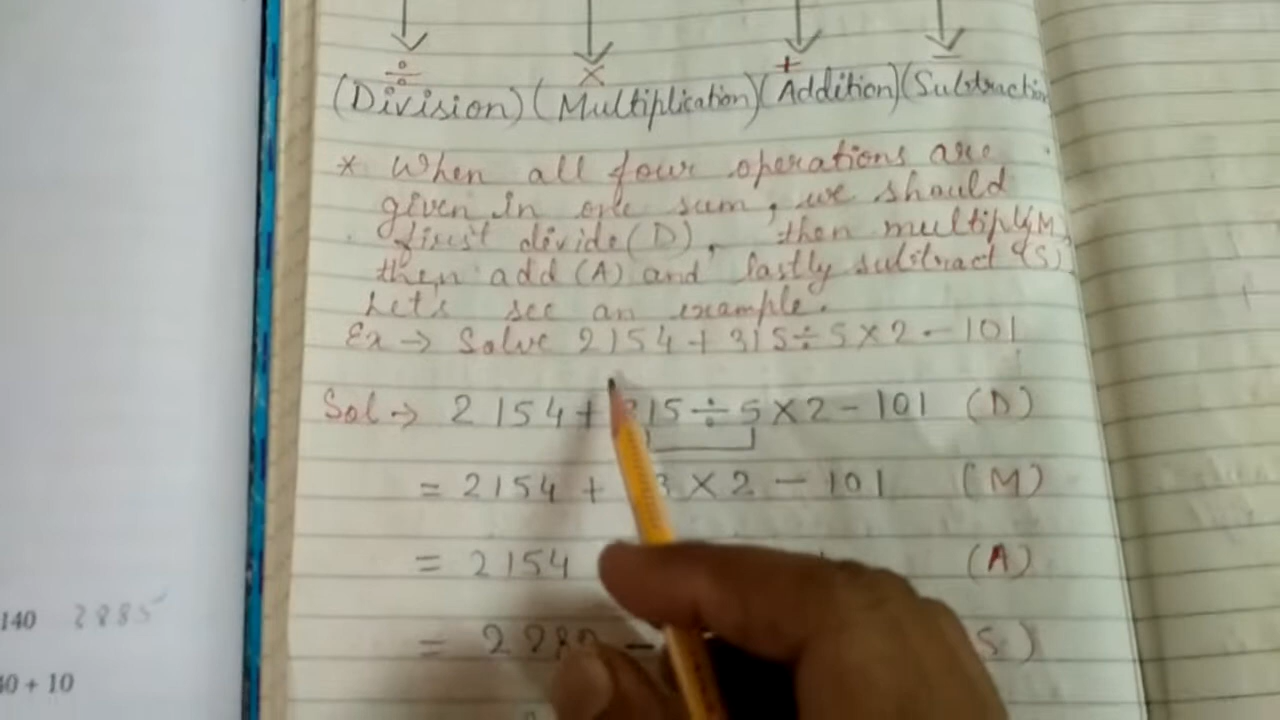 ÷ × + −
(Division) (Multiplication) (Addition) (Subtraction
* When all four operations are
given in one sum, we should
first divide (D), then multiply (M)
then add (A) and lastly subtract (S)
Let's see an example.
Ex → Solve 2154 + 315 ÷ 5 × 2 − 101
Sol → 2154 + 315 ÷ 5 × 2 − 101 (D)
= 2154 + 3 × 2 − 101 (M)
= 2154 (A)
= 2280 − S)
140 2885
40 + 10